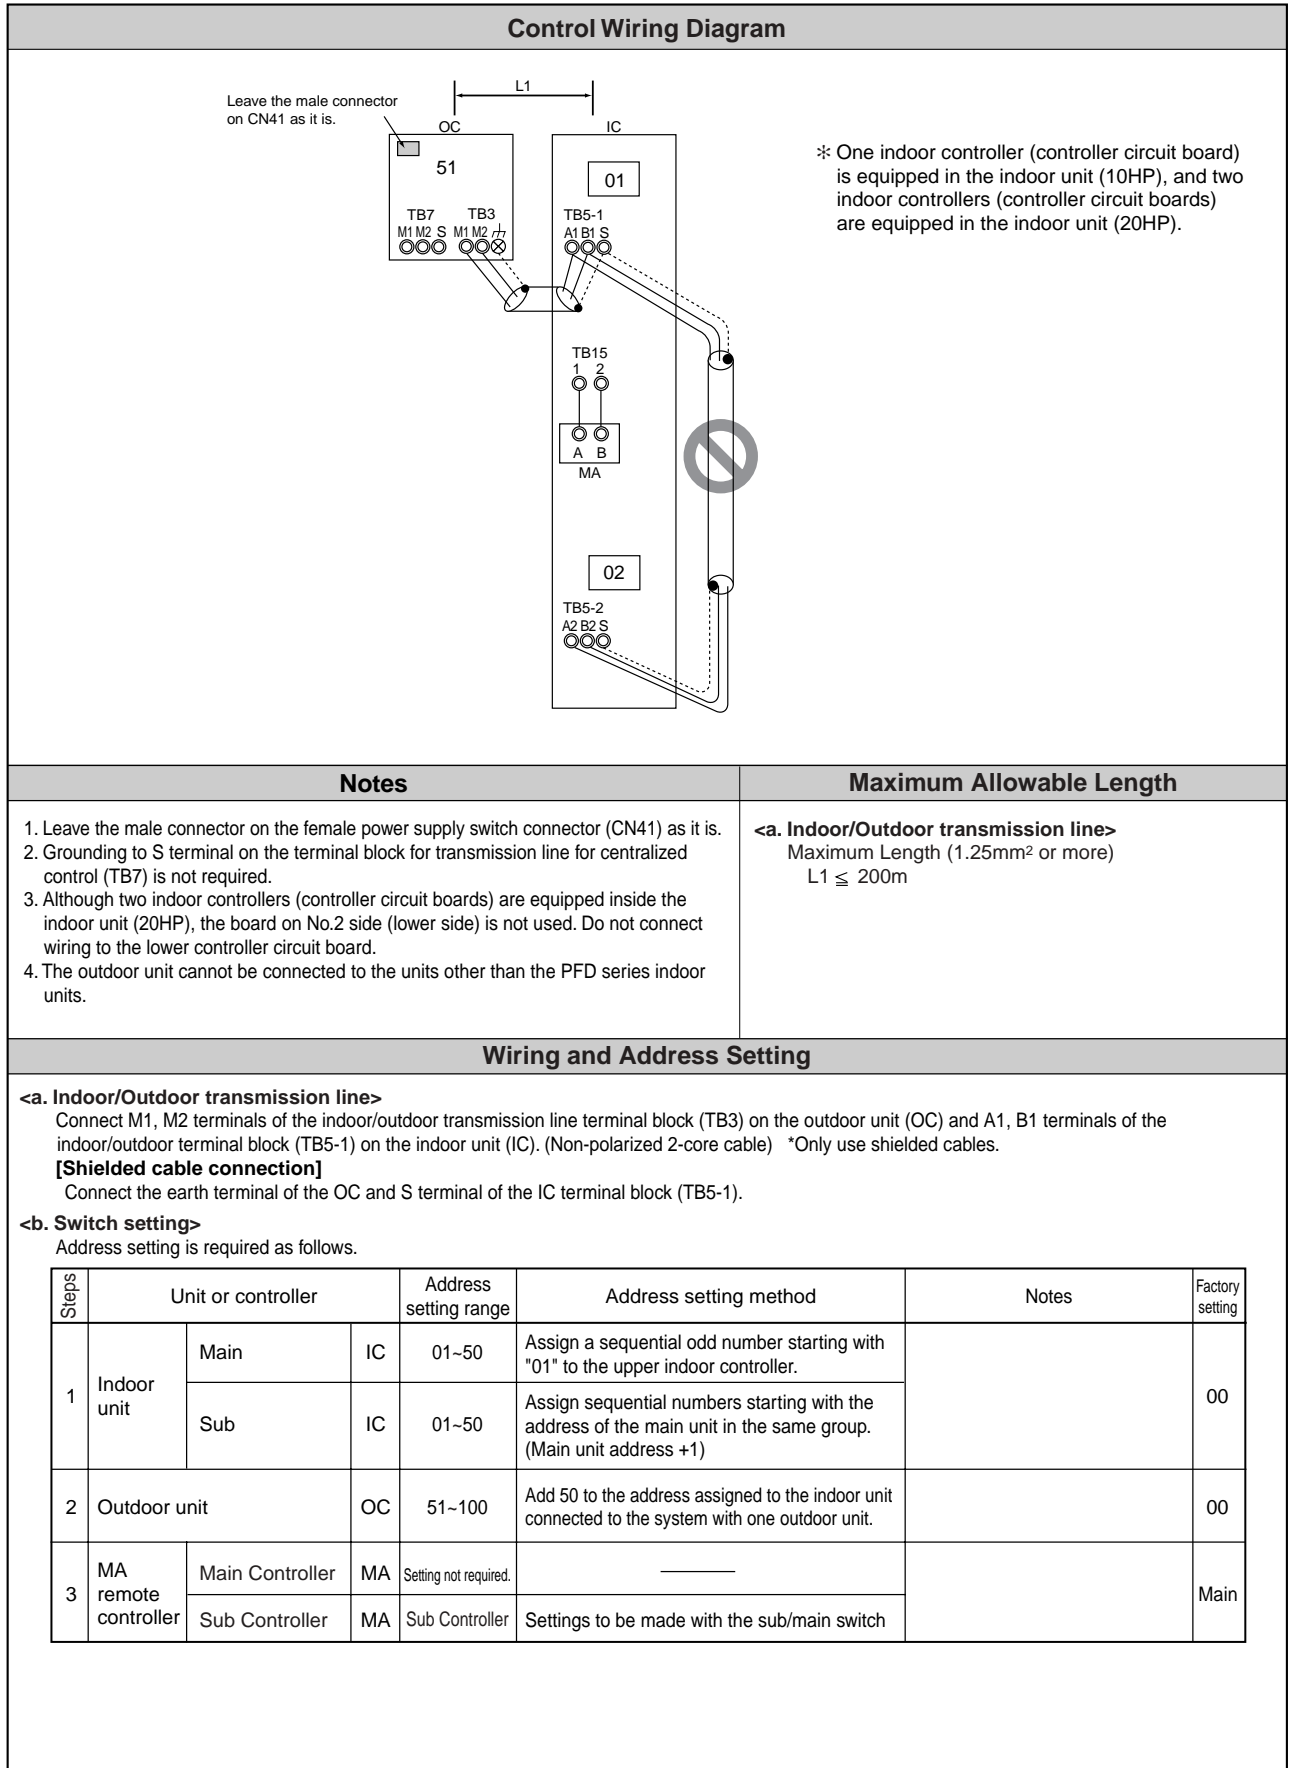 Control Wiring Diagram
L1
Leave the male connector
on CN41 as it is.
OC
IC
51
01
TB7
TB3
TB5-1
M1 M2 S
M1 M2
A1 B1 S
TB15
1 2
A B
MA
02
TB5-2
A2 B2 S
✻ One indoor controller (controller circuit board)
is equipped in the indoor unit (10HP), and two
indoor controllers (controller circuit boards)
are equipped in the indoor unit (20HP).
Notes
1. Leave the male connector on the female power supply switch connector (CN41) as it is.
2. Grounding to S terminal on the terminal block for transmission line for centralized
control (TB7) is not required.
3. Although two indoor controllers (controller circuit boards) are equipped inside the
indoor unit (20HP), the board on No.2 side (lower side) is not used. Do not connect
wiring to the lower controller circuit board.
4. The outdoor unit cannot be connected to the units other than the PFD series indoor
units.
Maximum Allowable Length
<a. Indoor/Outdoor transmission line>
Maximum Length (1.25mm² or more)
L1 ≦ 200m
Wiring and Address Setting
<a. Indoor/Outdoor transmission line>
Connect M1, M2 terminals of the indoor/outdoor transmission line terminal block (TB3) on the outdoor unit (OC) and A1, B1 terminals of the
indoor/outdoor terminal block (TB5-1) on the indoor unit (IC). (Non-polarized 2-core cable) *Only use shielded cables.
[Shielded cable connection]
Connect the earth terminal of the OC and S terminal of the IC terminal block (TB5-1).
<b. Switch setting>
Address setting is required as follows.
Steps
Unit or controller
Address
setting range
Address setting method
Notes
Factory
setting
1
Indoor
unit
Main
IC
01~50
Assign a sequential odd number starting with
"01" to the upper indoor controller.
Sub
IC
01~50
Assign sequential numbers starting with the
address of the main unit in the same group.
(Main unit address +1)
00
2
Outdoor unit
OC
51~100
Add 50 to the address assigned to the indoor unit
connected to the system with one outdoor unit.
00
3
MA
remote
controller
Main Controller
MA
Setting not required.
Sub Controller
MA
Sub Controller
Settings to be made with the sub/main switch
Main